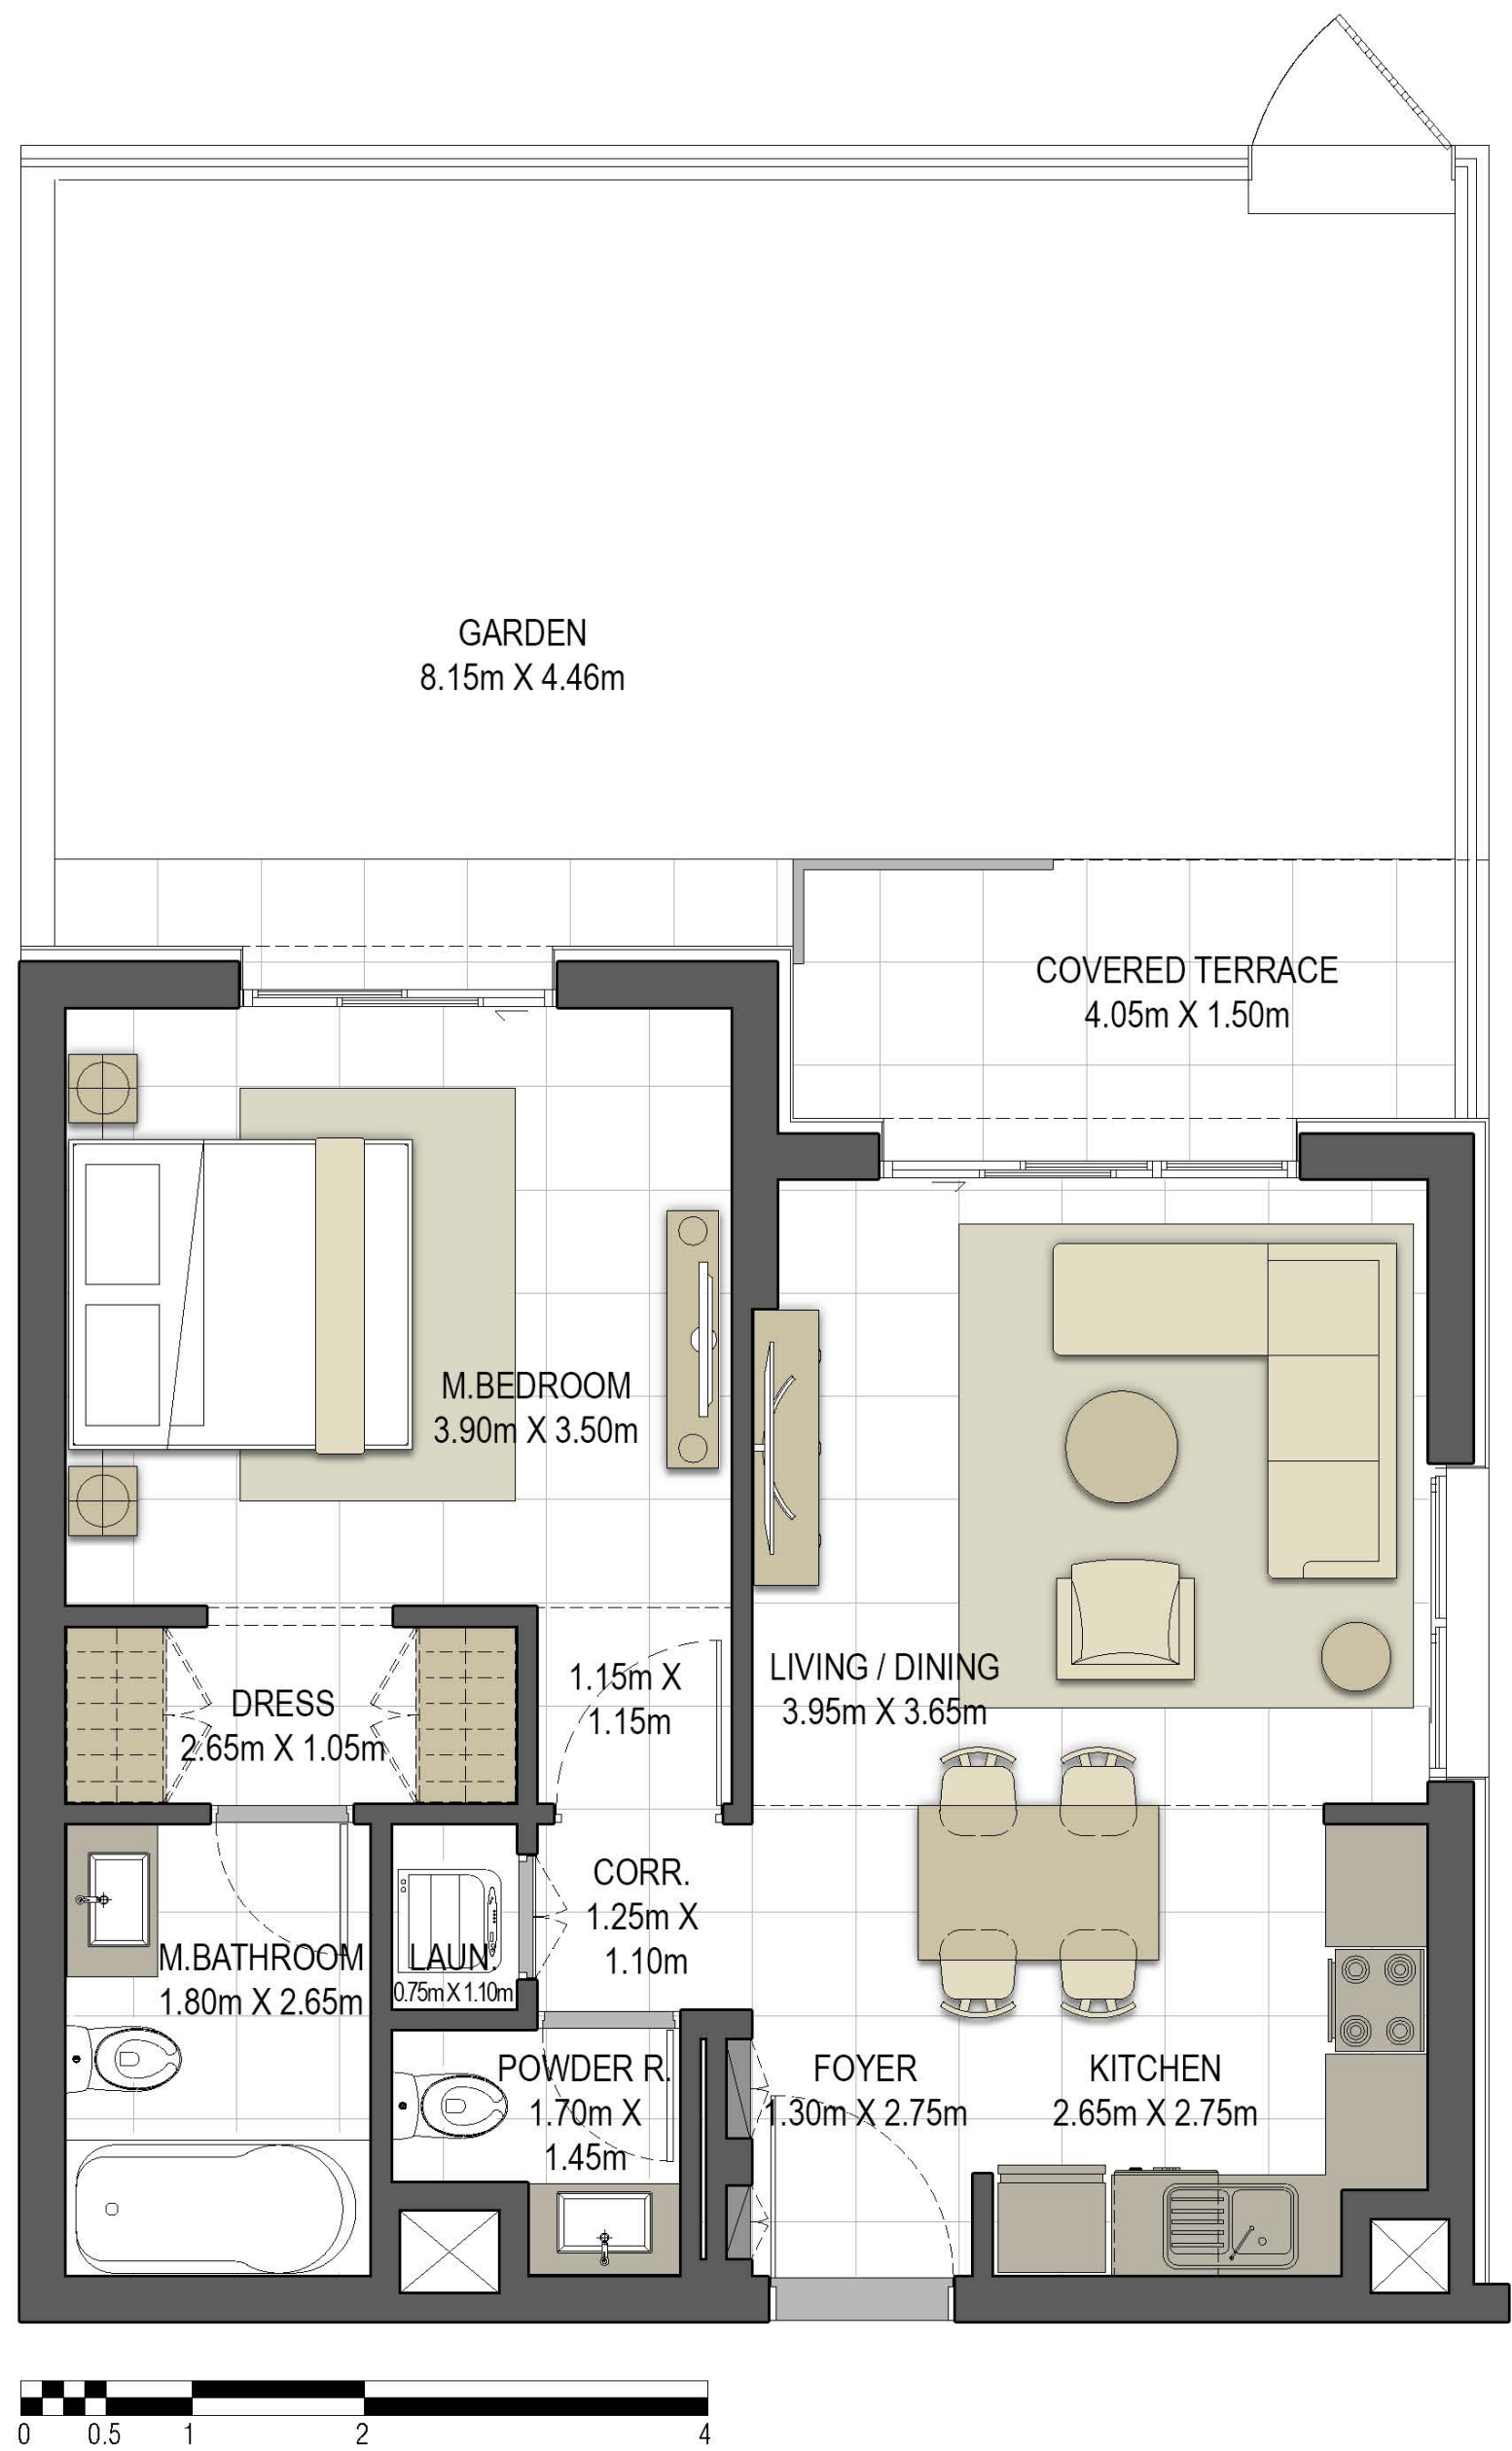 GARDEN
8.15m X 4.46m
COVERED TERRACE
4.05m X 1.50m
M.BEDROOM
3.90m X 3.50m
LIVING / DINING
3.95m X 3.65m
1.15m X
1.15m
DRESS
2.65m X 1.05m
CORR.
1.25m X
1.10m
M.BATHROOM
1.80m X 2.65m
LAUN.
0.75m X 1.10m
POWDER R.
1.70m X
1.45m
FOYER
1.30m X 2.75m
KITCHEN
2.65m X 2.75m
0 0.5 1 2 4